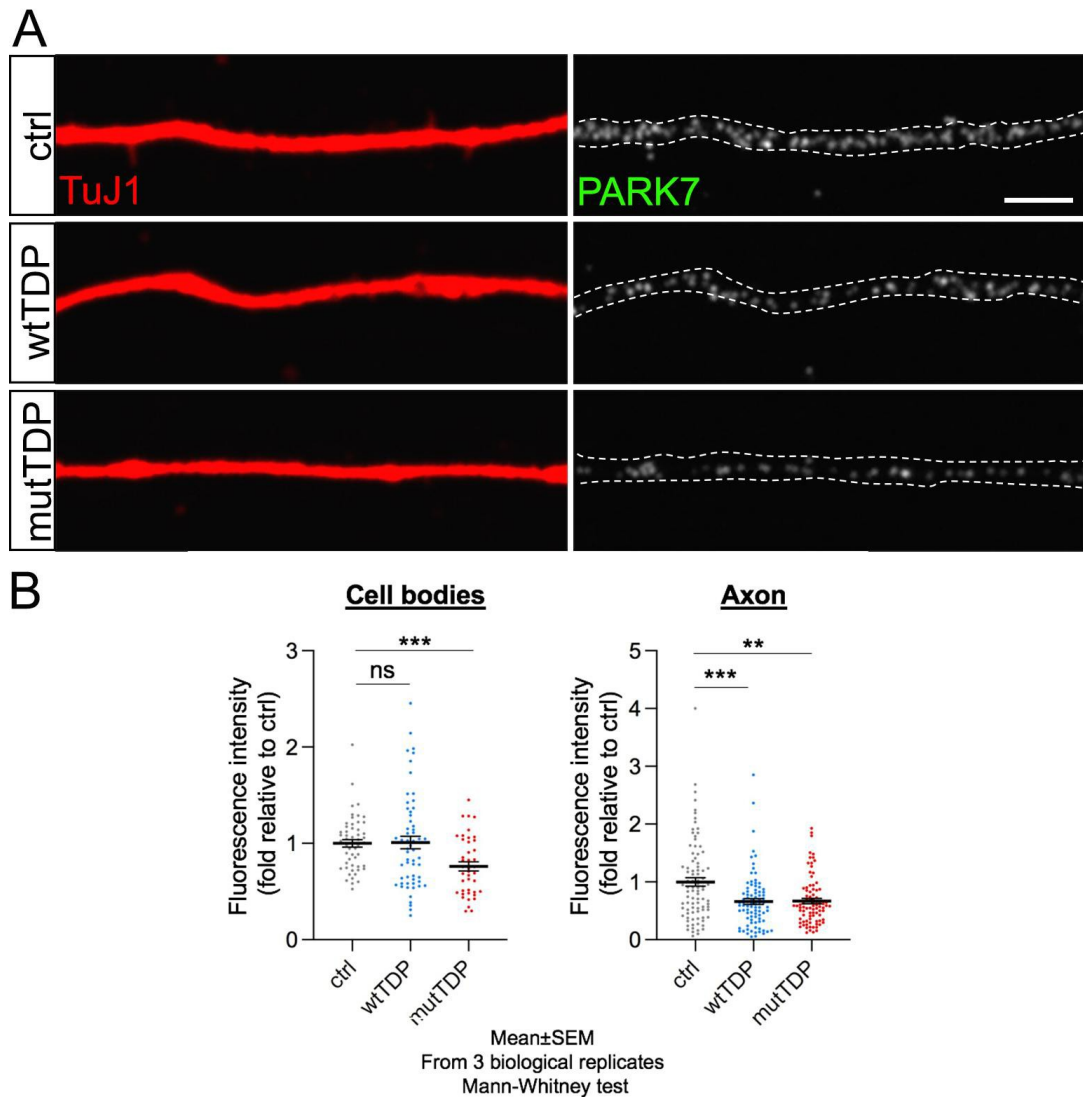 A
ctrl
TuJ1
PARK7
wtTDP
mutTDP
B
Cell bodies
Fluorescence intensity
(fold relative to ctrl)
3
2
1
0
***
ns
ctrl
wtTDP
mutTDP
Axon
Fluorescence intensity
(fold relative to ctrl)
5
4
3
2
1
0
**
***
ctrl
wtTDP
mutTDP
Mean±SEM
From 3 biological replicates
Mann-Whitney test